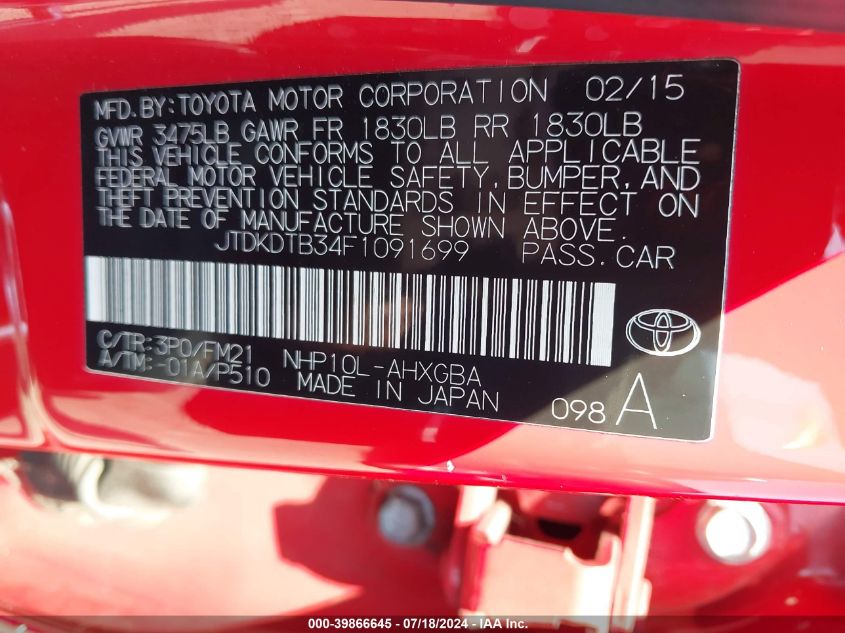 MFD. BY: TOYOTA MOTOR CORPORATION 02/15
GVWR 3475LB GAWR FR 1830LB RR 1830LB
THIS VEHICLE CONFORMS TO ALL APPLICABLE
FEDERAL MOTOR VEHICLE SAFETY, BUMPER, AND
THEFT PREVENTION STANDARDS IN EFFECT ON
THE DATE OF MANUFACTURE SHOWN ABOVE.
JTDKDTB34F1091699 PASS. CAR
C/TR: 3P0/FM21 NHP10L-AHXGBA
A/TM: -01A/P510 MADE IN JAPAN
098 A
000-39866645 - 07/18/2024 - IAA Inc.